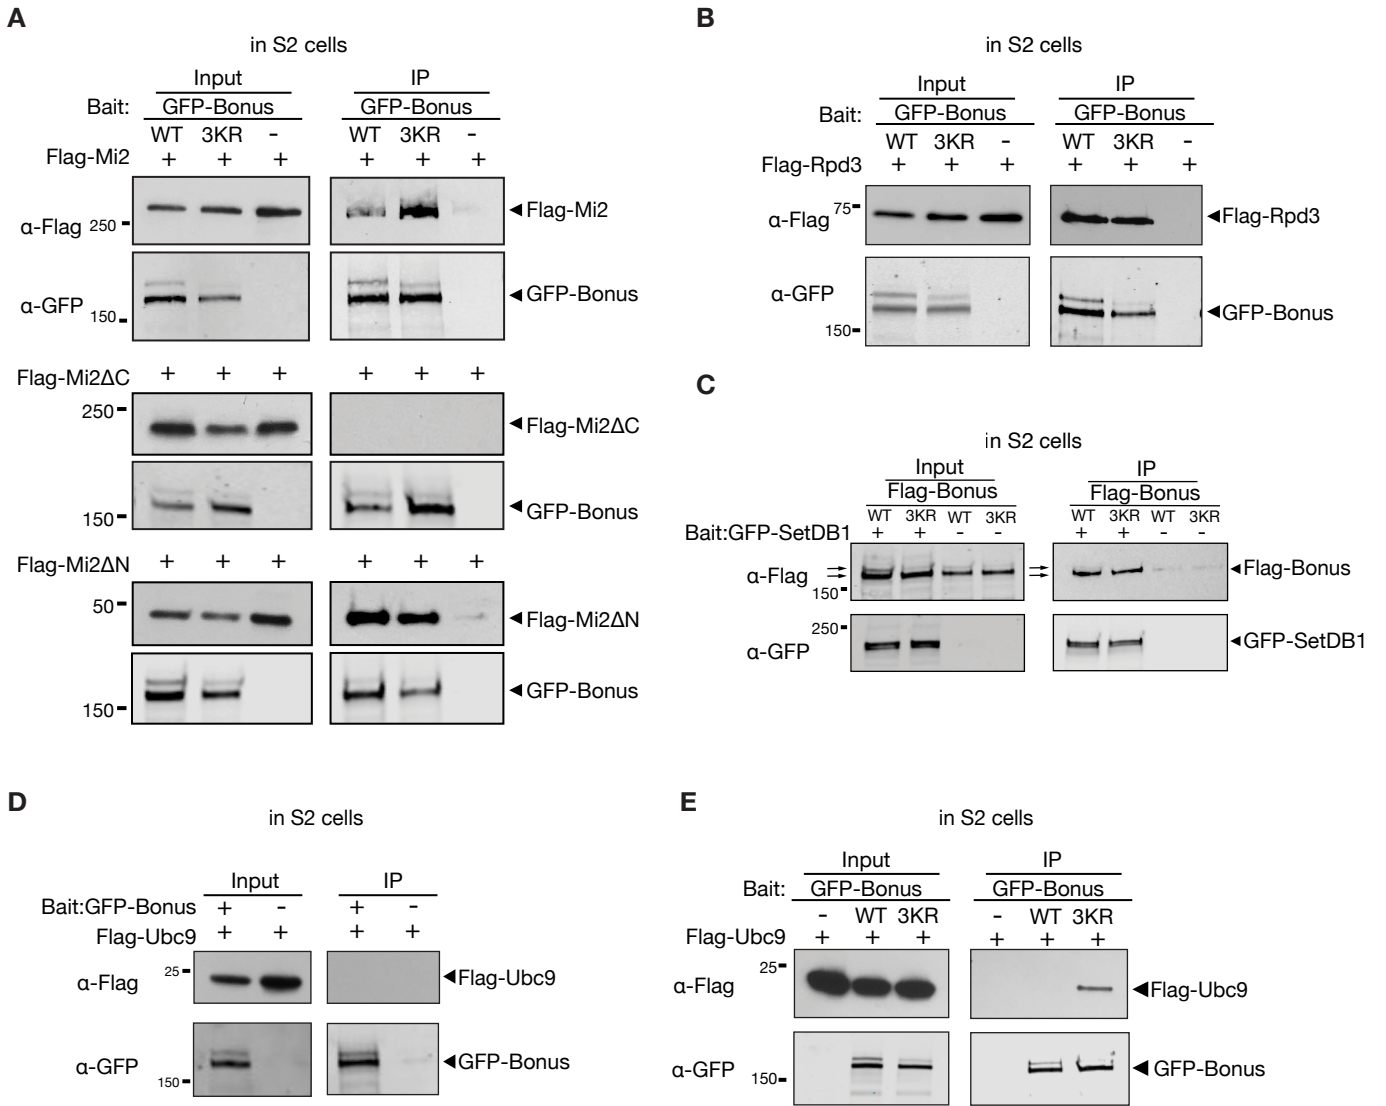 A
in S2 cells
Input IP
Bait: GFP-Bonus GFP-Bonus
WT 3KR - WT 3KR -
Flag-Mi2 + + + + + +
α-Flag 250 Flag-Mi2
α-GFP 150 GFP-Bonus
Flag-Mi2ΔC + + + + + +
250 Flag-Mi2ΔC
150 GFP-Bonus
Flag-Mi2ΔN + + + + + +
50 Flag-Mi2ΔN
150 GFP-Bonus
B
in S2 cells
Input IP
Bait: GFP-Bonus GFP-Bonus
WT 3KR - WT 3KR -
Flag-Rpd3 + + + + + +
α-Flag 75 Flag-Rpd3
α-GFP 150 GFP-Bonus
C
in S2 cells
Input IP
Flag-Bonus Flag-Bonus
WT 3KR WT 3KR WT 3KR WT 3KR
Bait:GFP-SetDB1 + + - - + + - -
α-Flag 150 Flag-Bonus
α-GFP 250 GFP-SetDB1
D
in S2 cells
Input IP
Bait:GFP-Bonus + - + -
Flag-Ubc9 + + + +
α-Flag 25 Flag-Ubc9
α-GFP 150 GFP-Bonus
E
in S2 cells
Input IP
Bait: GFP-Bonus GFP-Bonus
- WT 3KR - WT 3KR
Flag-Ubc9 + + + + + +
α-Flag 25 Flag-Ubc9
α-GFP 150 GFP-Bonus